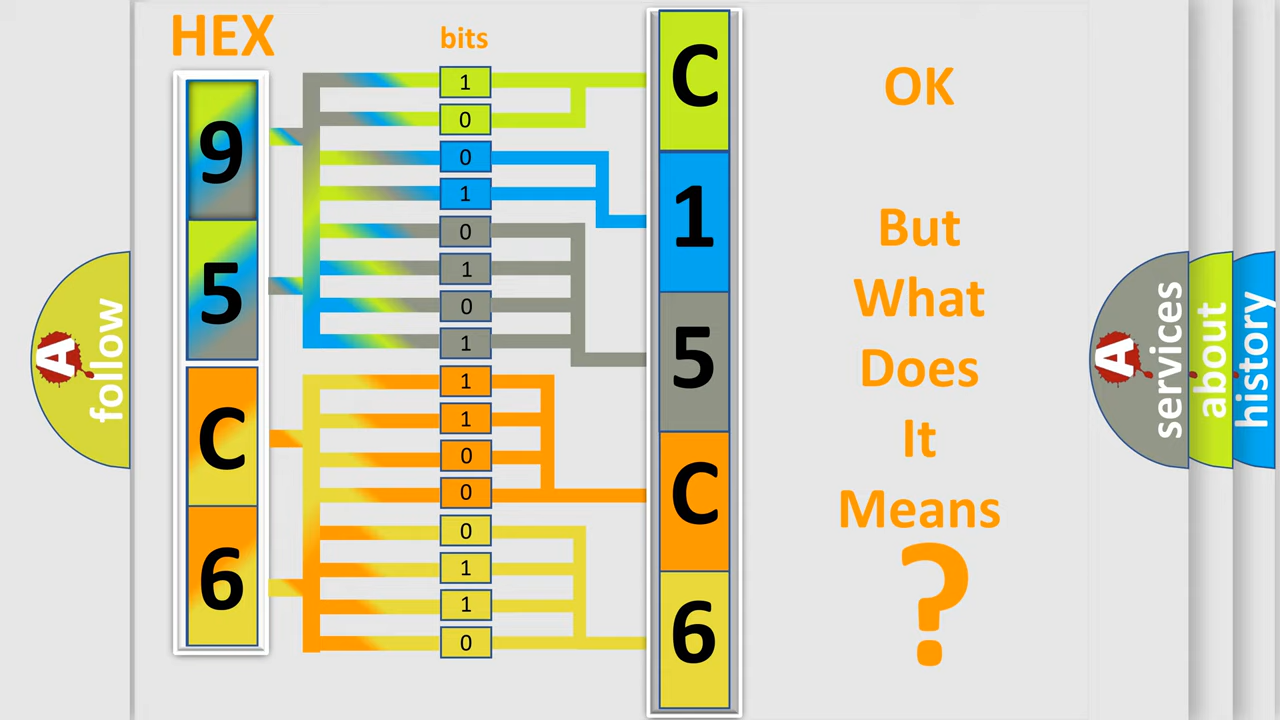 HEX
bits
9
5
C
6
1
0
0
1
0
1
0
1
1
1
0
0
0
1
1
0
C
1
5
C
6
OK
But
What
Does
It
Means
?
A
follow
A
services
about
history